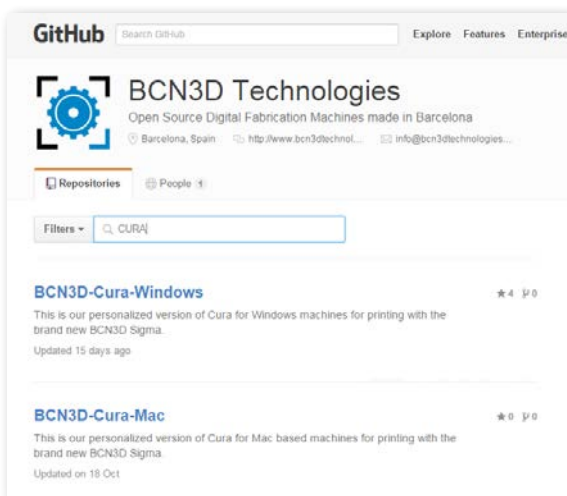 GitHub Search GitHub Explore Features Enterprise
BCN3D Technologies
Open Source Digital Fabrication Machines made in Barcelona
Barcelona, Spain http://www.bcn3dtechnol... info@bcn3dtechnologies...
Repositories People 1
Filters CURA
BCN3D-Cura-Windows 4 0
This is our personalized version of Cura for Windows machines for printing with the
brand new BCN3D Sigma.
Updated 15 days ago
BCN3D-Cura-Mac 0 0
This is our personalized version of Cura for Mac based machines for printing with the
brand new BCN3D Sigma.
Updated on 18 Oct